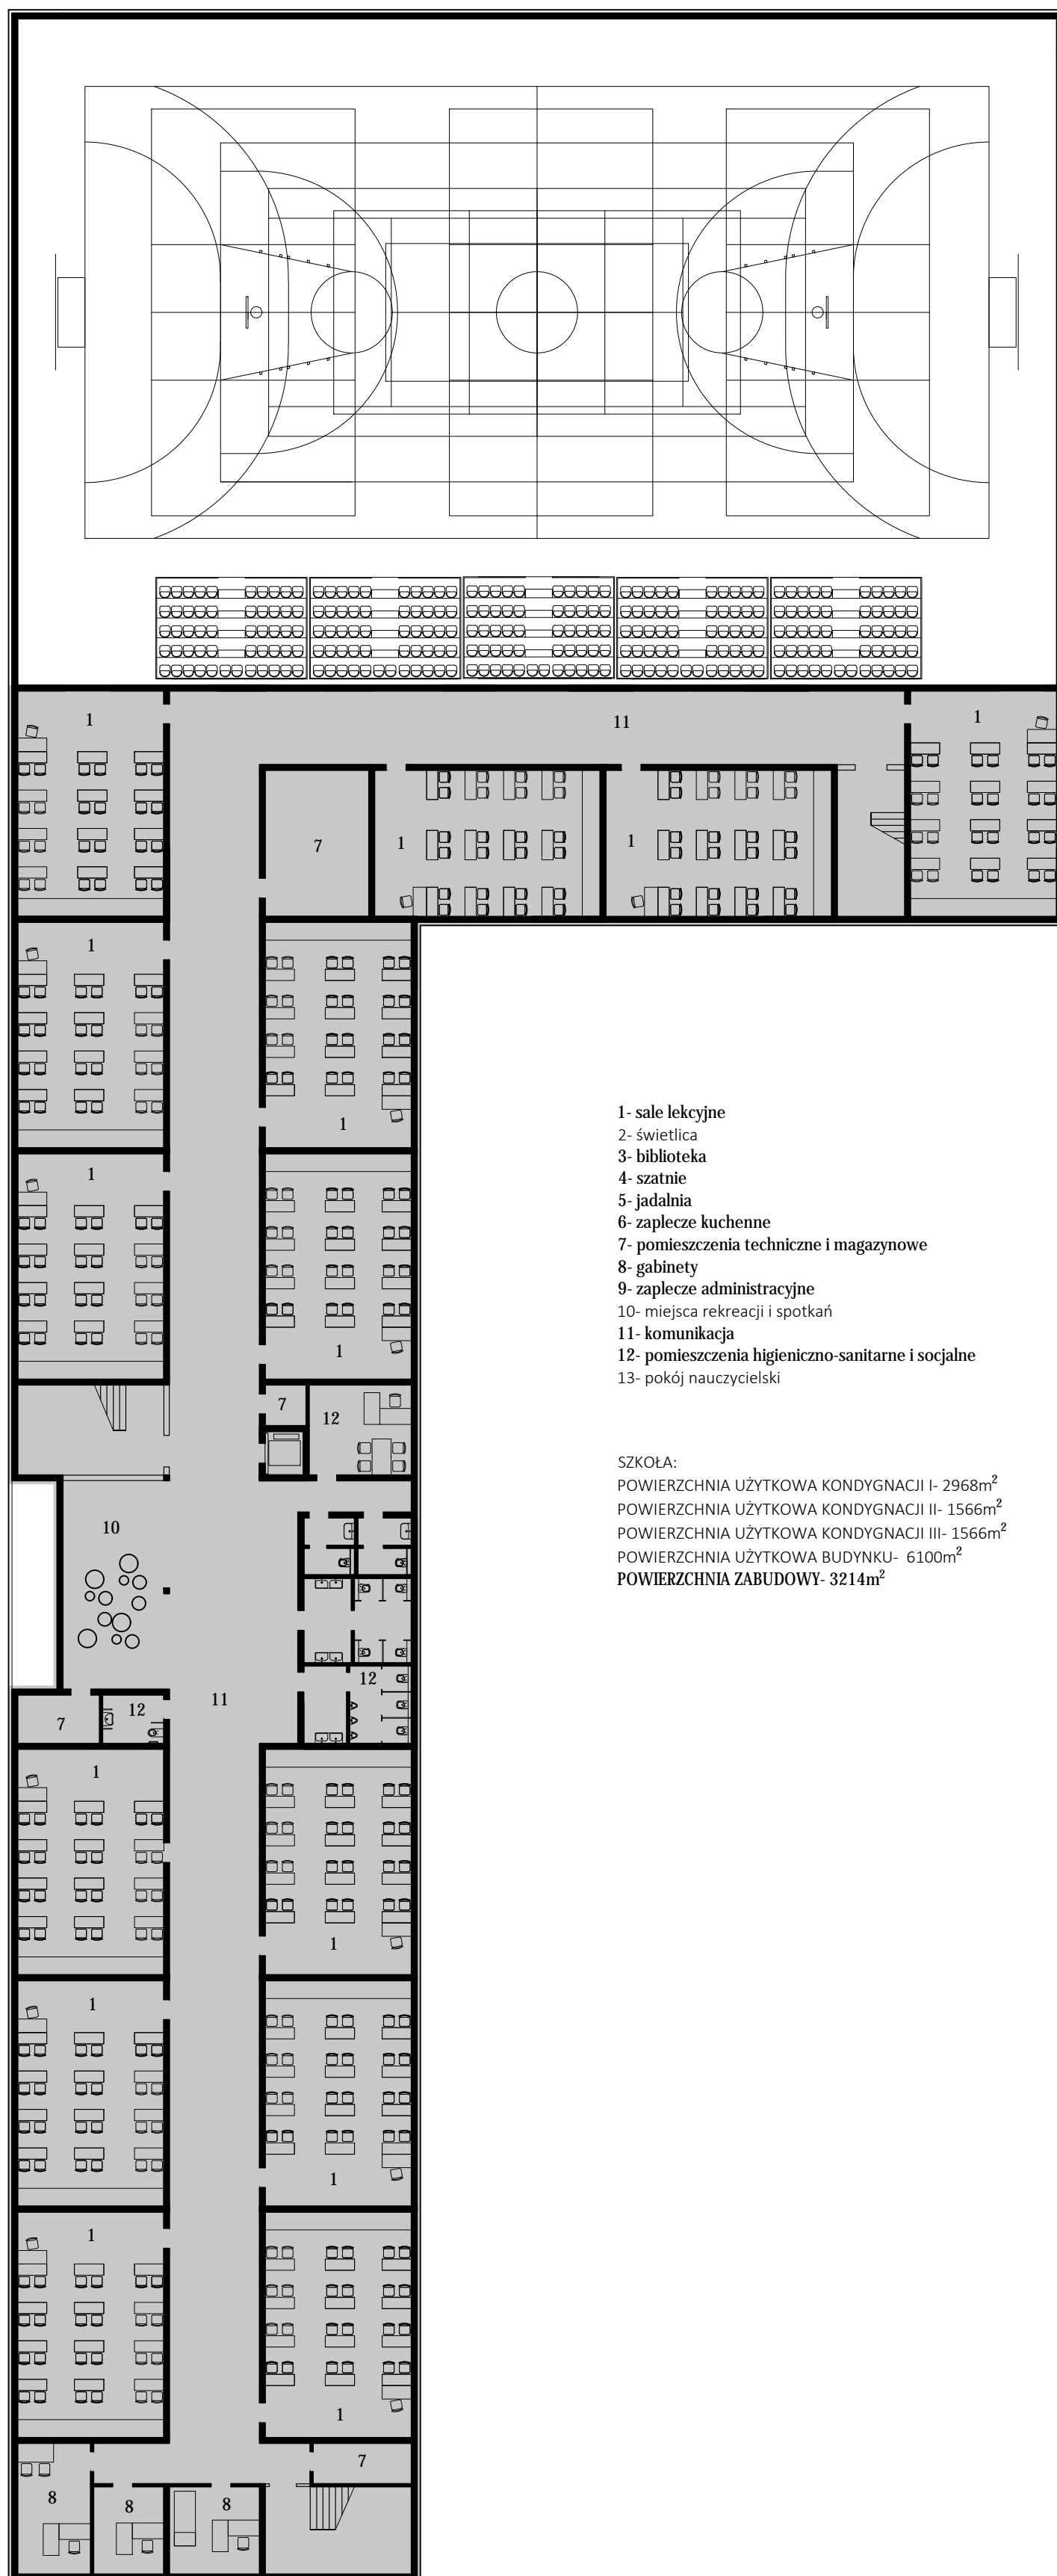 1
11
1
7
1
1
1
1
1
1
7
12
10
12
11
12
7
1
1
1
1
1
1
7
8
8
8
1- sale lekcyjne
2- świetlica
3- biblioteka
4- szatnie
5- jadalnia
6- zaplecze kuchenne
7- pomieszczenia techniczne i magazynowe
8- gabinety
9- zaplecze administracyjne
10- miejsca rekreacji i spotkań
11- komunikacja
12- pomieszczenia higieniczno-sanitarne i socjalne
13- pokój nauczycielski
SZKOŁA:
POWIERZCHNIA UŻYTKOWA KONDYGNACJI I- 2968m²
POWIERZCHNIA UŻYTKOWA KONDYGNACJI II- 1566m²
POWIERZCHNIA UŻYTKOWA KONDYGNACJI III- 1566m²
POWIERZCHNIA UŻYTKOWA BUDYNKU- 6100m²
POWIERZCHNIA ZABUDOWY- 3214m²